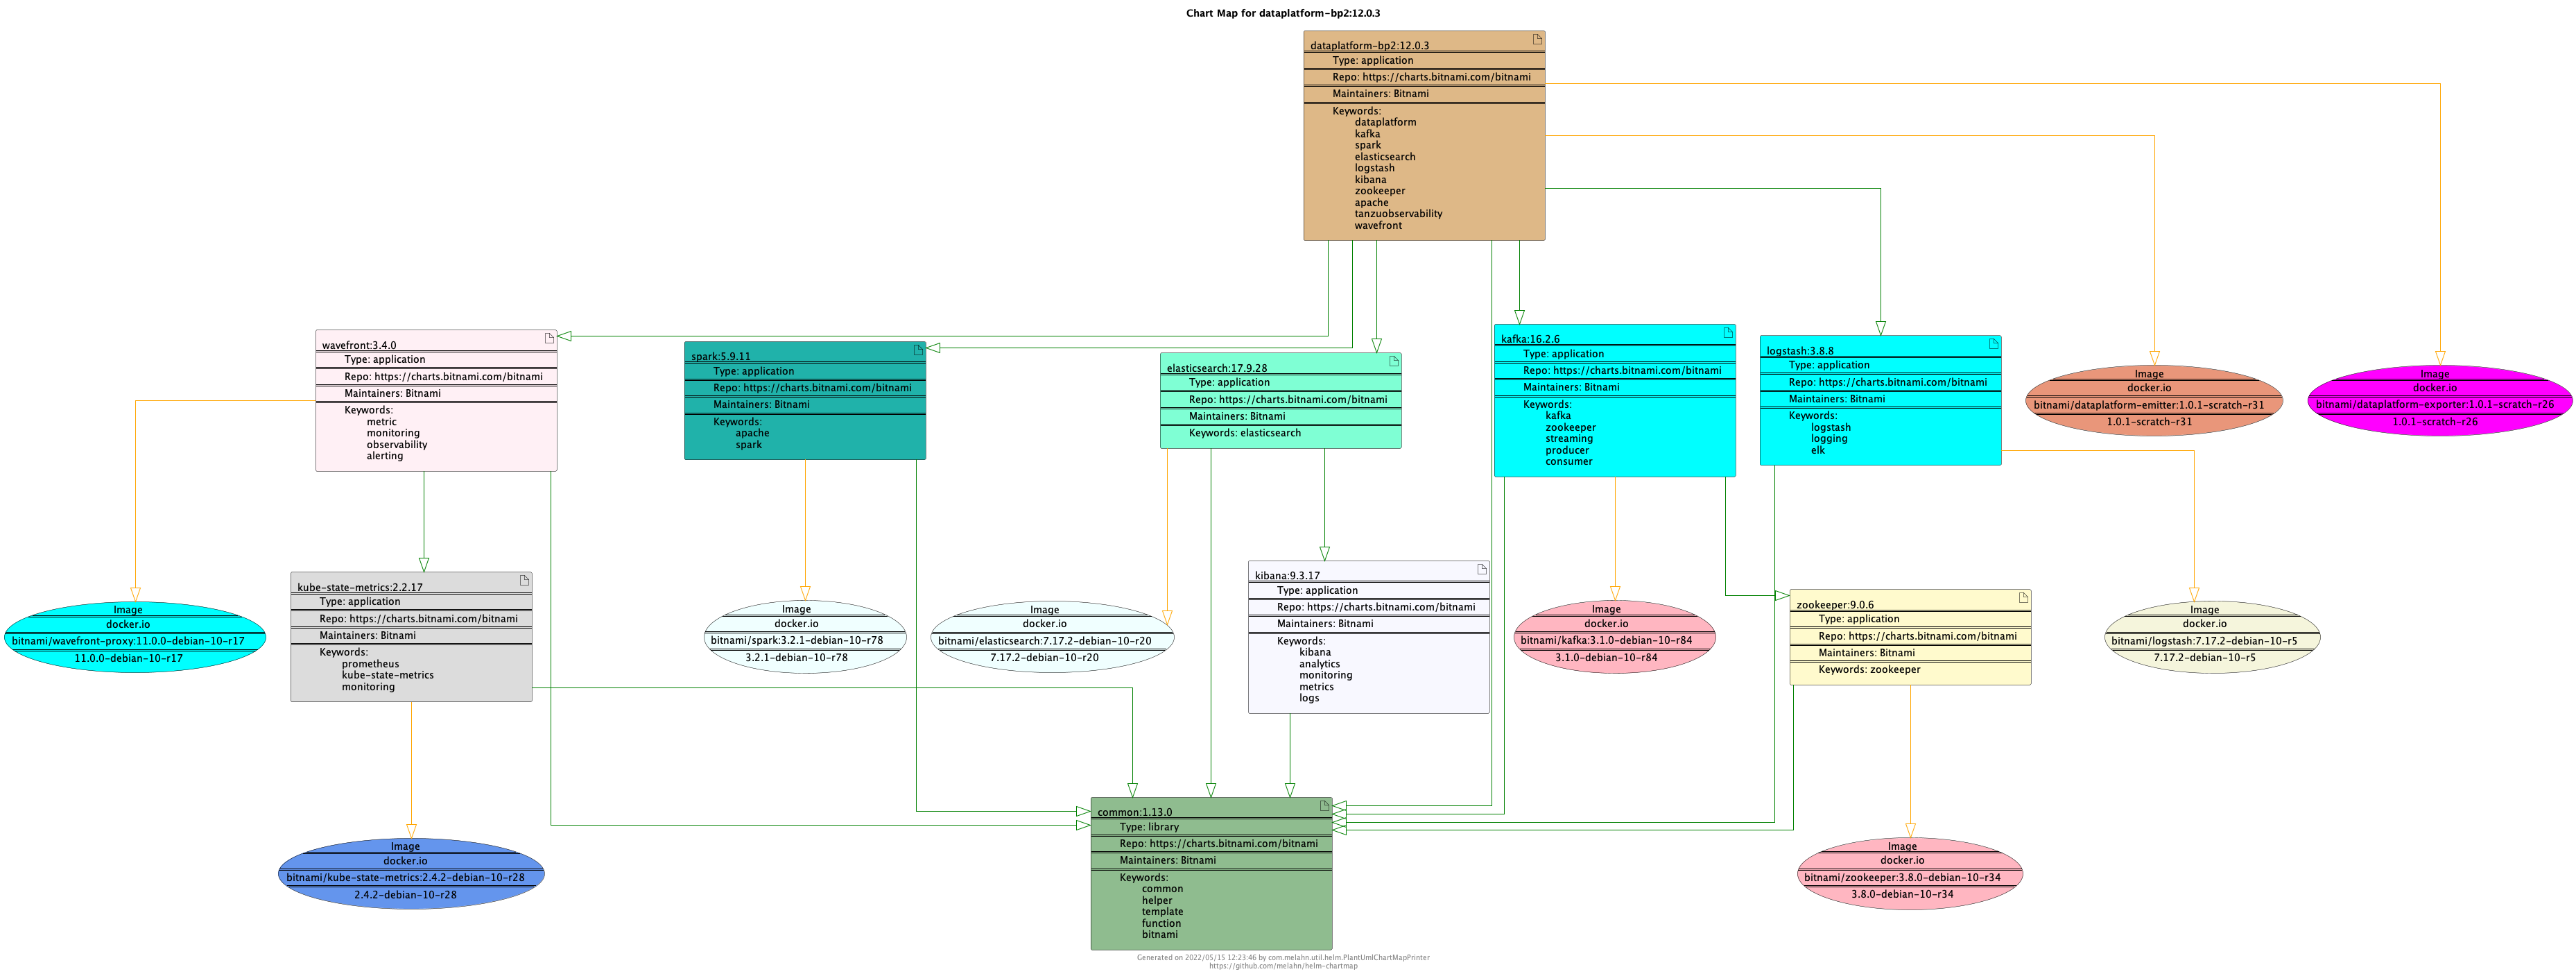 Chart Map for dataplatform-bp2:12.0.3
dataplatform-bp2:12.0.3
Type: application
Repo: https://charts.bitnami.com/bitnami
Maintainers: Bitnami
Keywords:
dataplatform
kafka
spark
elasticsearch
logstash
kibana
zookeeper
apache
tanzuobservability
wavefront
wavefront:3.4.0
Type: application
Repo: https://charts.bitnami.com/bitnami
Maintainers: Bitnami
Keywords:
metric
monitoring
observability
alerting
spark:5.9.11
Type: application
Repo: https://charts.bitnami.com/bitnami
Maintainers: Bitnami
Keywords:
apache
spark
elasticsearch:17.9.28
Type: application
Repo: https://charts.bitnami.com/bitnami
Maintainers: Bitnami
Keywords: elasticsearch
kafka:16.2.6
Type: application
Repo: https://charts.bitnami.com/bitnami
Maintainers: Bitnami
Keywords:
kafka
zookeeper
streaming
producer
consumer
logstash:3.8.8
Type: application
Repo: https://charts.bitnami.com/bitnami
Maintainers: Bitnami
Keywords:
logstash
logging
elk
Image
docker.io
bitnami/dataplatform-emitter:1.0.1-scratch-r31
1.0.1-scratch-r31
Image
docker.io
bitnami/dataplatform-exporter:1.0.1-scratch-r26
1.0.1-scratch-r26
Image
docker.io
bitnami/wavefront-proxy:11.0.0-debian-10-r17
11.0.0-debian-10-r17
kube-state-metrics:2.2.17
Type: application
Repo: https://charts.bitnami.com/bitnami
Maintainers: Bitnami
Keywords:
prometheus
kube-state-metrics
monitoring
Image
docker.io
bitnami/spark:3.2.1-debian-10-r78
3.2.1-debian-10-r78
Image
docker.io
bitnami/elasticsearch:7.17.2-debian-10-r20
7.17.2-debian-10-r20
kibana:9.3.17
Type: application
Repo: https://charts.bitnami.com/bitnami
Maintainers: Bitnami
Keywords:
kibana
analytics
monitoring
metrics
logs
Image
docker.io
bitnami/kafka:3.1.0-debian-10-r84
3.1.0-debian-10-r84
zookeeper:9.0.6
Type: application
Repo: https://charts.bitnami.com/bitnami
Maintainers: Bitnami
Keywords: zookeeper
Image
docker.io
bitnami/logstash:7.17.2-debian-10-r5
7.17.2-debian-10-r5
Image
docker.io
bitnami/kube-state-metrics:2.4.2-debian-10-r28
2.4.2-debian-10-r28
common:1.13.0
Type: library
Repo: https://charts.bitnami.com/bitnami
Maintainers: Bitnami
Keywords:
common
helper
template
function
bitnami
Image
docker.io
bitnami/zookeeper:3.8.0-debian-10-r34
3.8.0-debian-10-r34
Generated on 2022/05/15 12:23:46 by com.melahn.util.helm.PlantUmlChartMapPrinter
https://github.com/melahn/helm-chartmap